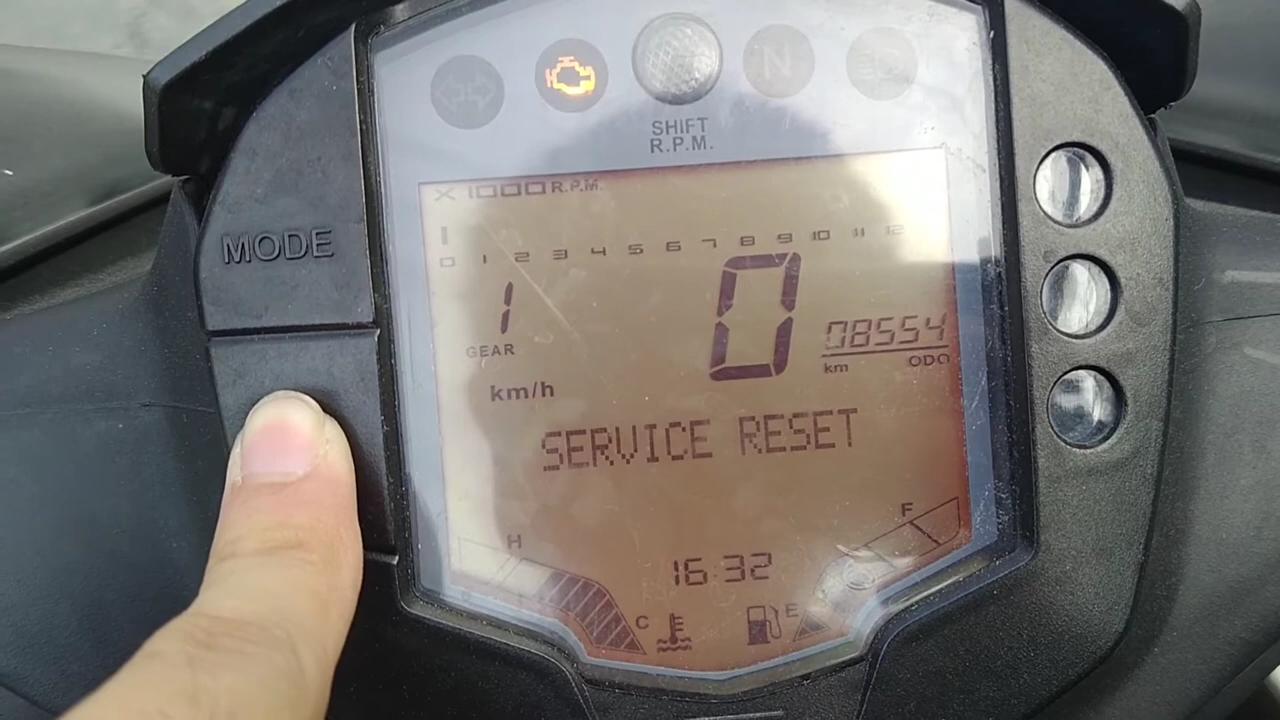 N
SHIFT
R.P.M.
X 1000 R.P.M.
MODE
0 1 2 3 4 5 6 7 8 9 10 11 12
1
GEAR
0
08554
km ODO
km/h
SERVICE RESET
H
F
16:32
C
E